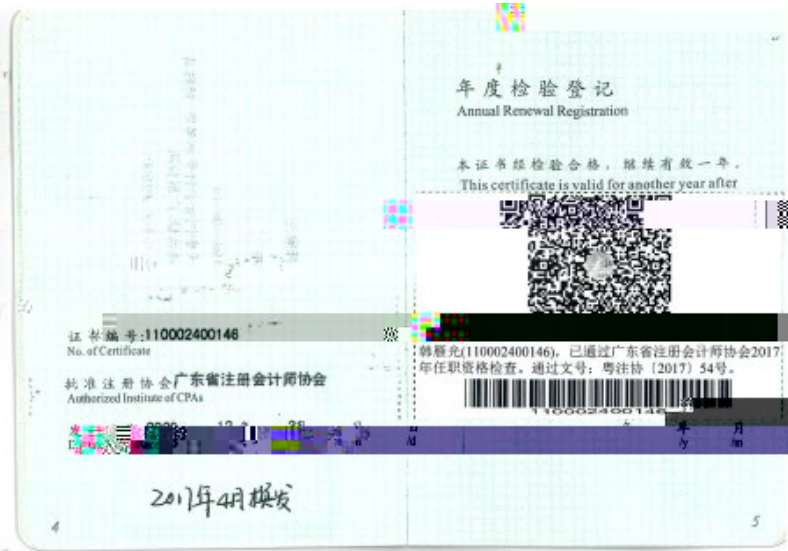 证书编号:110002400146
No. of Certificate
批准注册协会广东省注册会计师协会
Authorized Institute of CPAs
/d
2017年4月换发
4
年度检验登记
Annual Renewal Registration
本证书经检验合格，继续有效一年。
This certificate is valid for another year after
韩雁光(110002400146)，已通过广东省注册会计师协会2017
年任职资格检查。通过文号：粤注协〔2017〕54号。
110002400146
年 月
/y /m
5